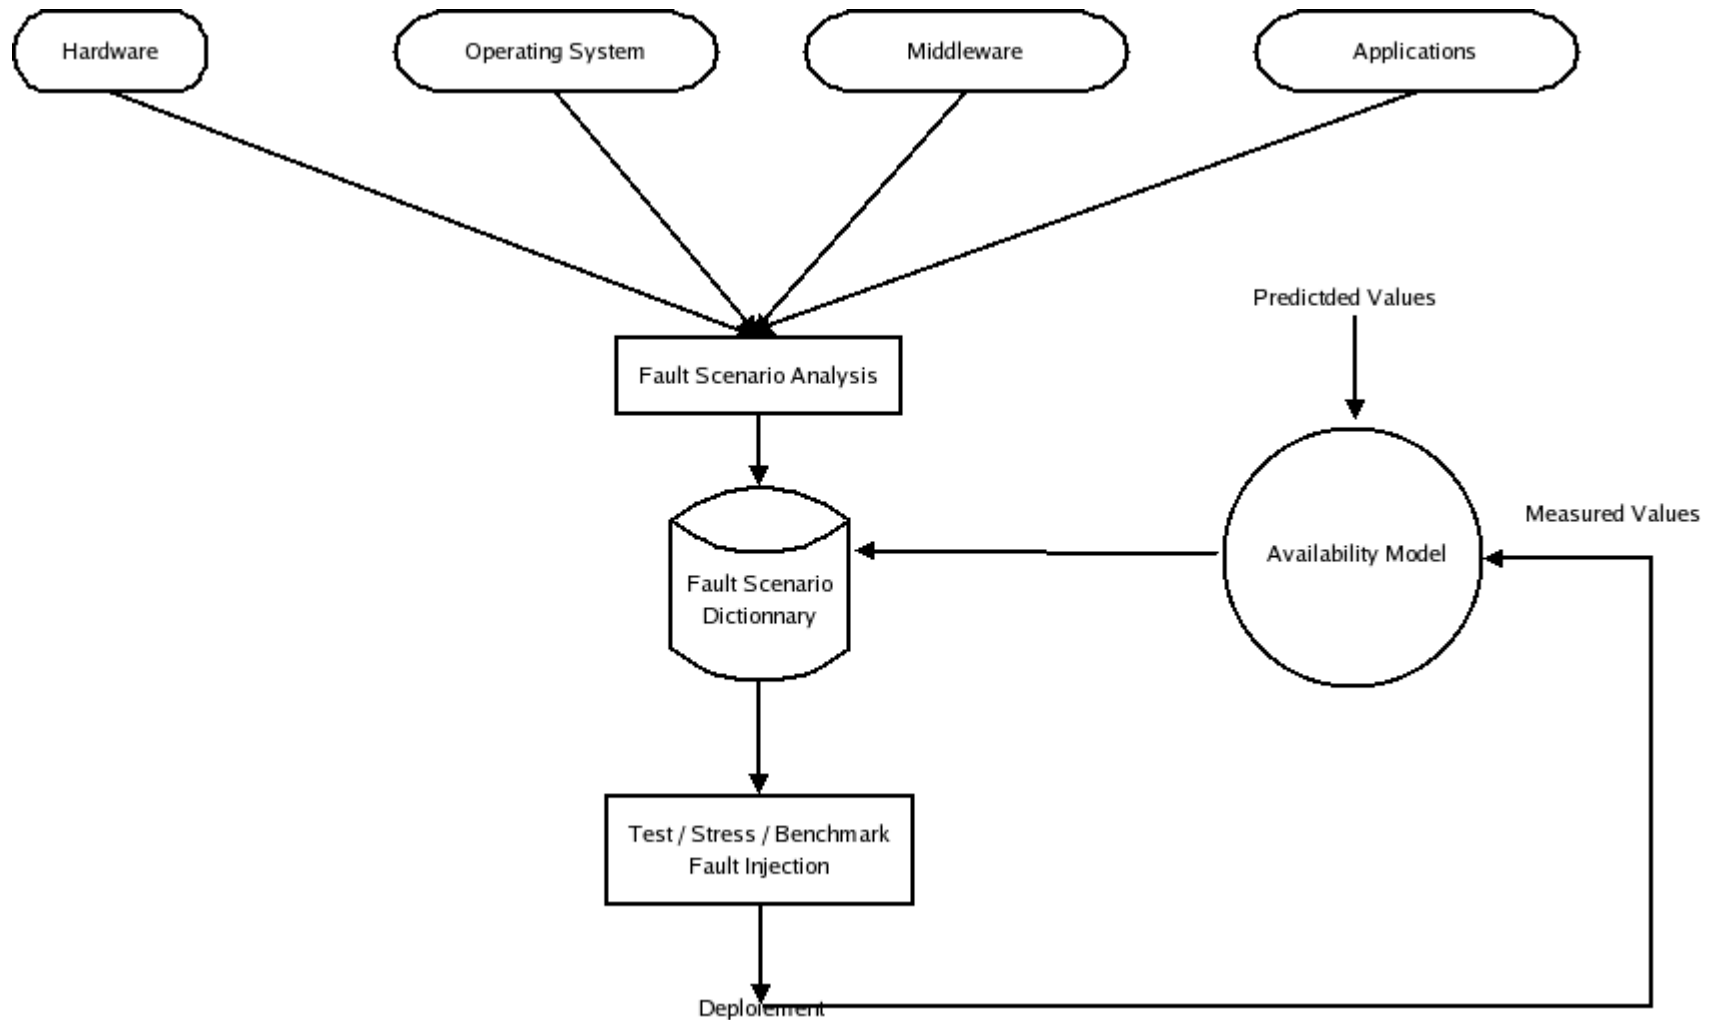 Hardware
Operating System
Middleware
Applications
Predictded Values
Fault Scenario Analysis
Measured Values
Availability Model
Fault Scenario
Dictionnary
Test / Stress / Benchmark
Fault Injection
Deploiement